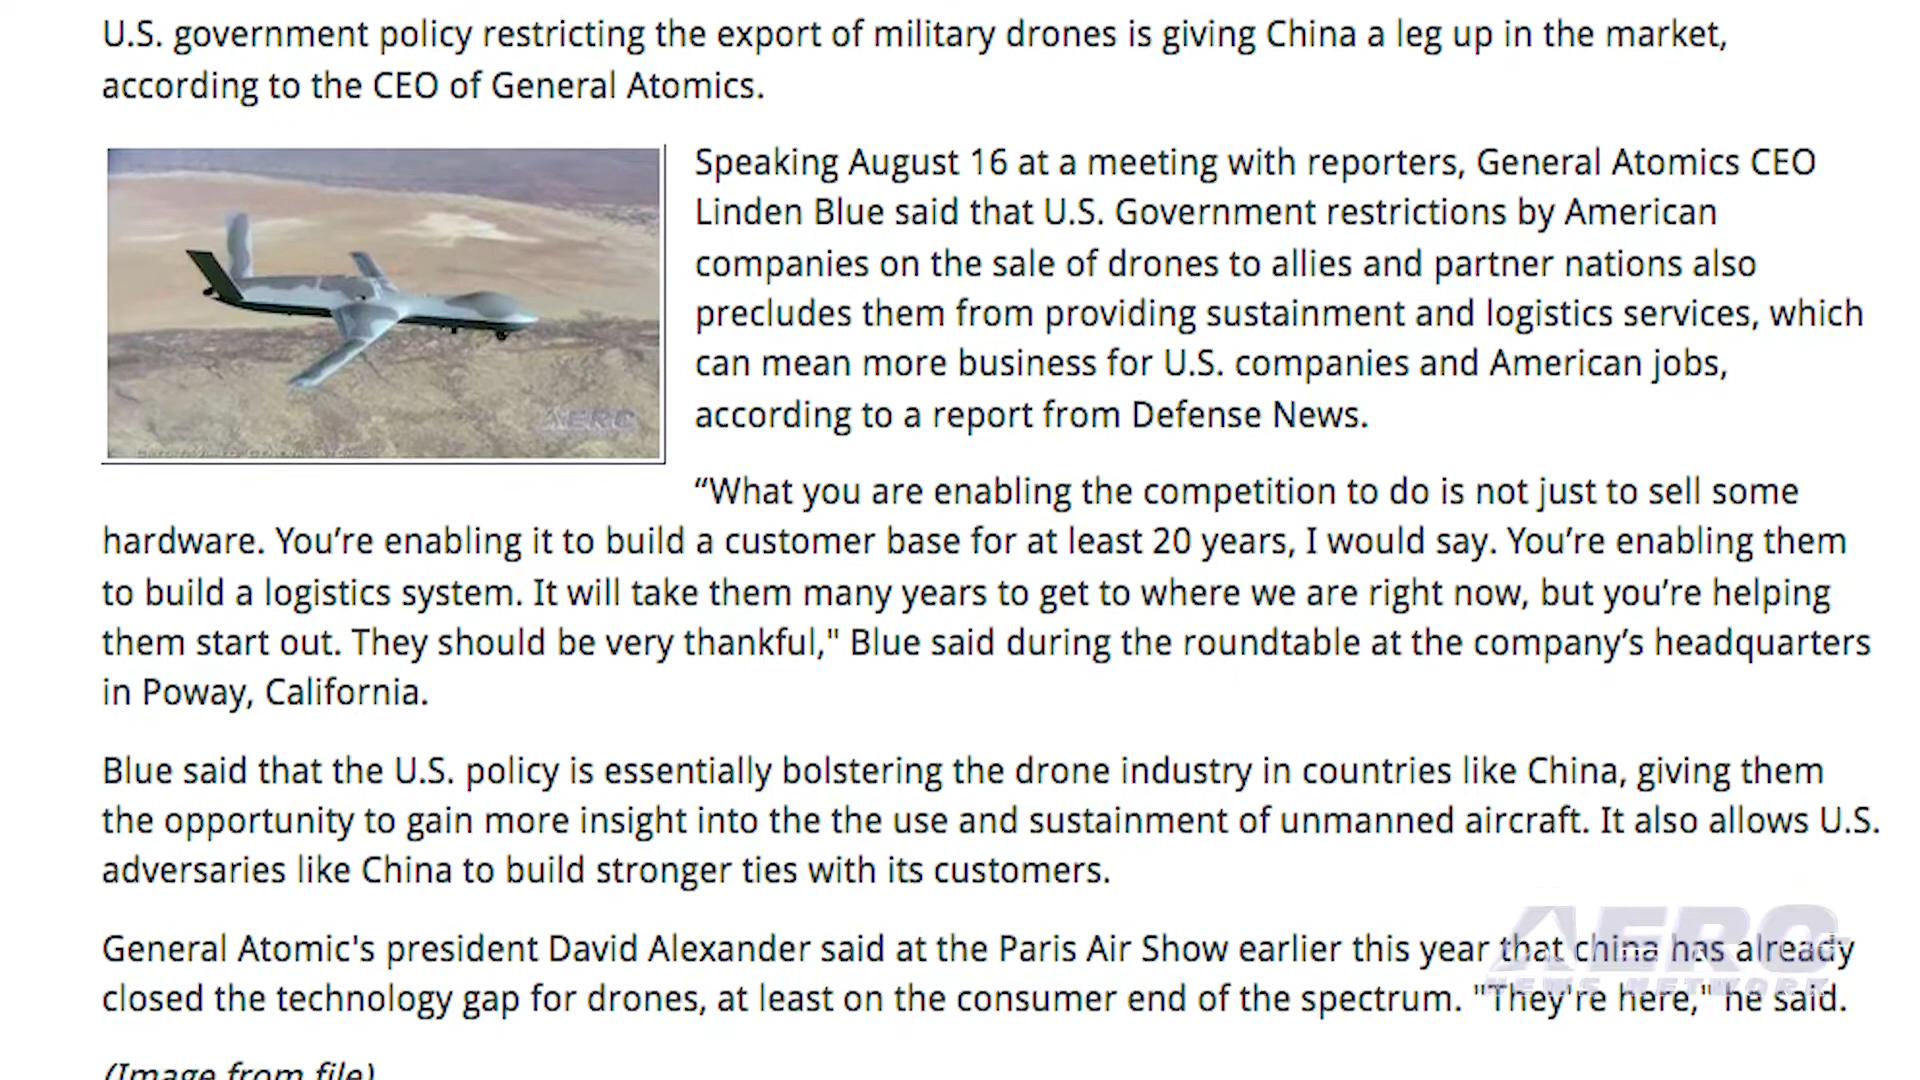 U.S. government policy restricting the export of military drones is giving China a leg up in the market,
according to the CEO of General Atomics.
Speaking August 16 at a meeting with reporters, General Atomics CEO
Linden Blue said that U.S. Government restrictions by American
companies on the sale of drones to allies and partner nations also
precludes them from providing sustainment and logistics services, which
can mean more business for U.S. companies and American jobs,
according to a report from Defense News.
AERO
“What you are enabling the competition to do is not just to sell some
hardware. You’re enabling it to build a customer base for at least 20 years, I would say. You’re enabling them
to build a logistics system. It will take them many years to get to where we are right now, but you’re helping
them start out. They should be very thankful," Blue said during the roundtable at the company’s headquarters
in Poway, California.
Blue said that the U.S. policy is essentially bolstering the drone industry in countries like China, giving them
the opportunity to gain more insight into the the use and sustainment of unmanned aircraft. It also allows U.S.
adversaries like China to build stronger ties with its customers.
General Atomic's president David Alexander said at the Paris Air Show earlier this year that china has already
closed the technology gap for drones, at least on the consumer end of the spectrum. "They're here," he said.
AERO
NEWS NETWORK
(Image from file)